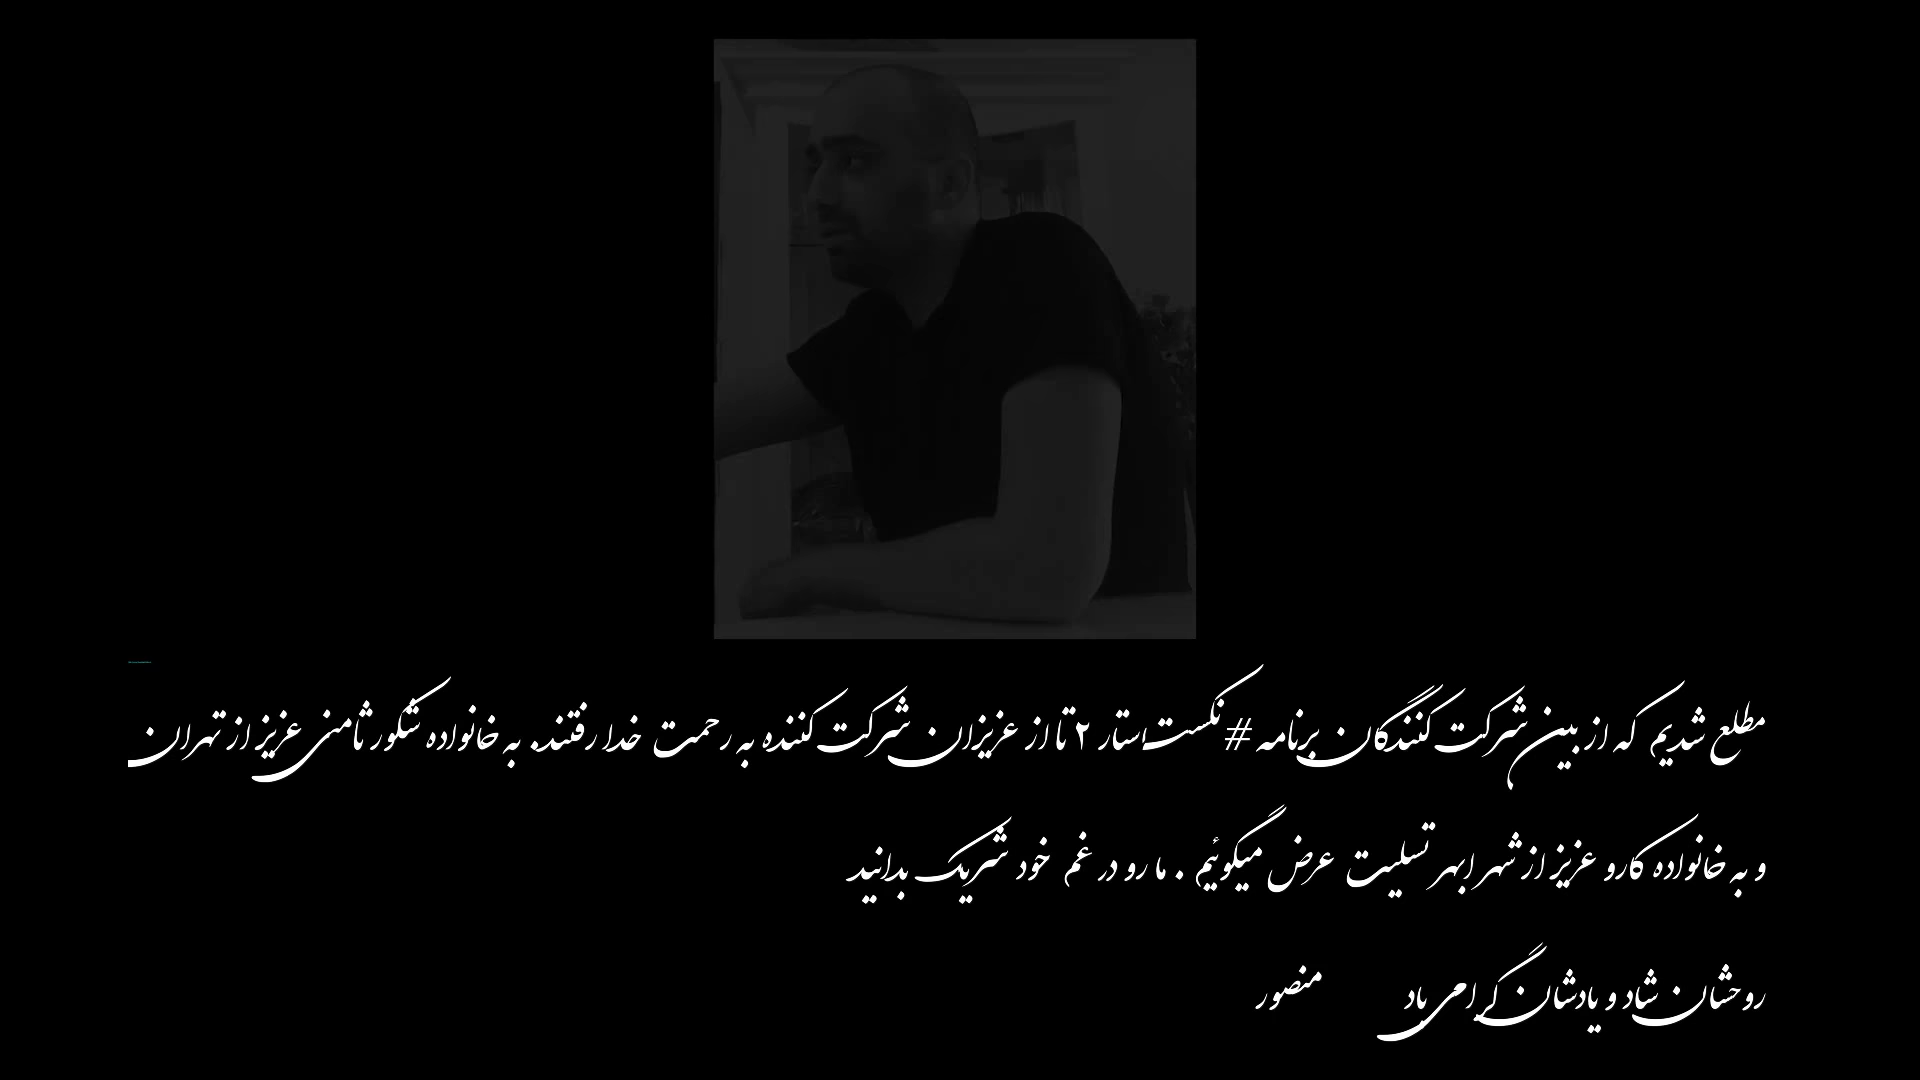 مطلع شدیم که از بین شرکت کنندگان برنامه #نکست‌استار ۲ تا از عزیزان شرکت کننده به رحمت خدا رفتند. به خانواده شکور ثامنی عزیز از تهران
و به خانواده کارو عزیز از شهر ابهر تسلیت عرض میگوئیم . ما رو در غم خود شریک بدانید
روحشان شاد و یادشان گرامی باد منصور